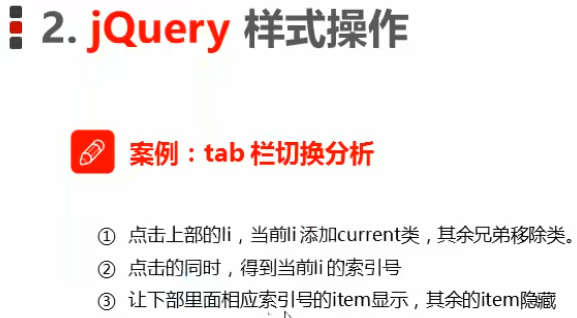 2. jQuery 样式操作
案例：tab 栏切换分析
① 点击上部的li，当前li 添加current类，其余兄弟移除类。
② 点击的同时，得到当前li 的索引号
③ 让下部里面相应索引号的item显示，其余的item隐藏